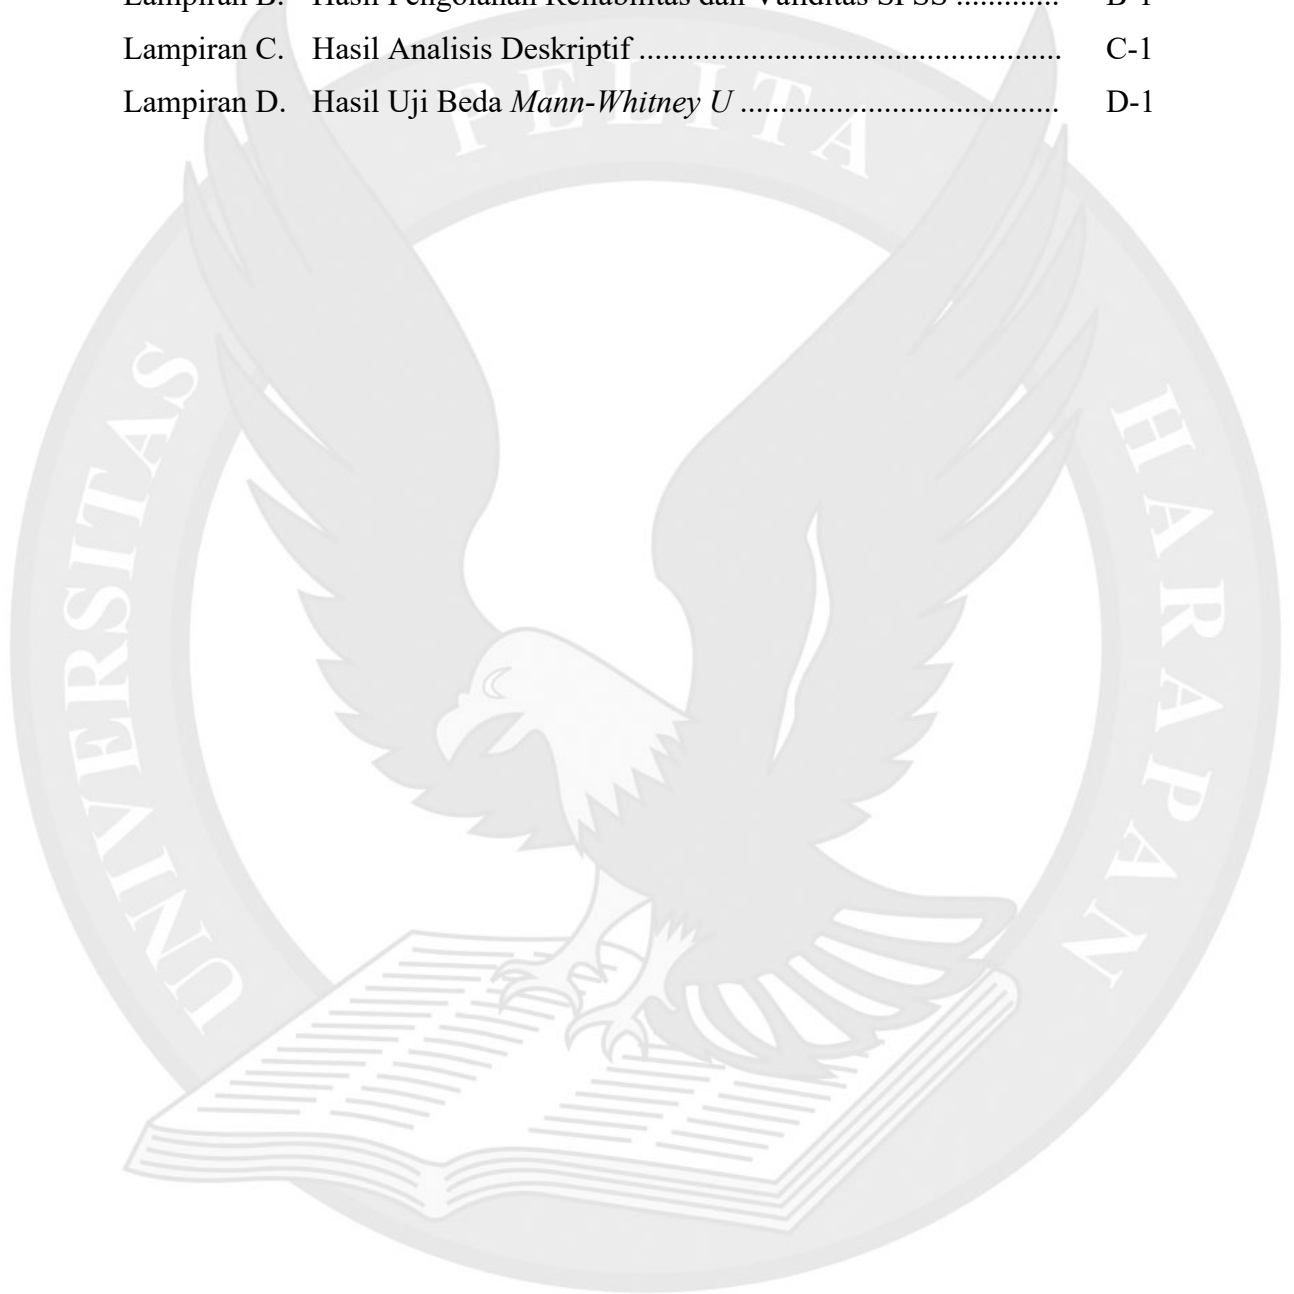 Lampiran B. Hasil Pengolahan Reliabilitas dan Validitas SPSS ............. B-1
Lampiran C. Hasil Analisis Deskriptif ..................................................... C-1
Lampiran D. Hasil Uji Beda Mann-Whitney U ........................................ D-1
UNIVERSITAS PELITA HARAPAN